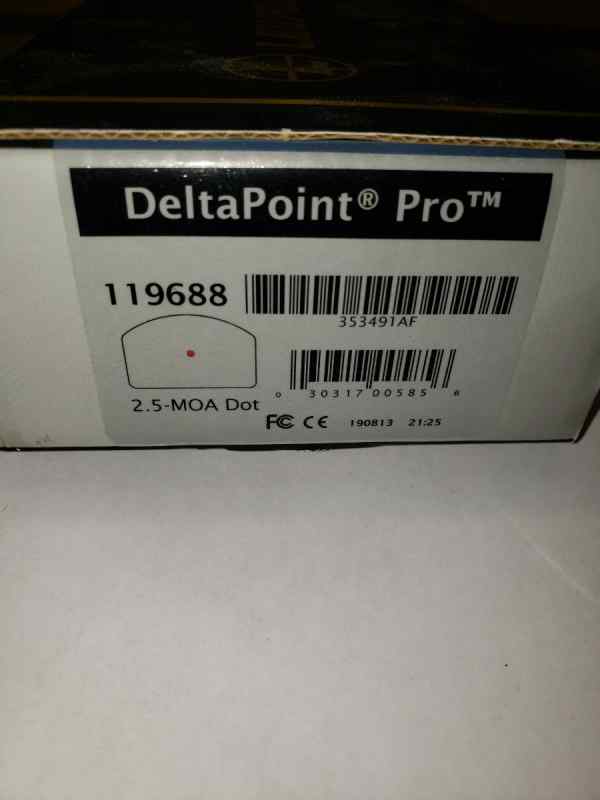 DeltaPoint® Pro™
119688
353491AF
0 30317 00585 6
2.5-MOA Dot
FC CE 190813 21:25